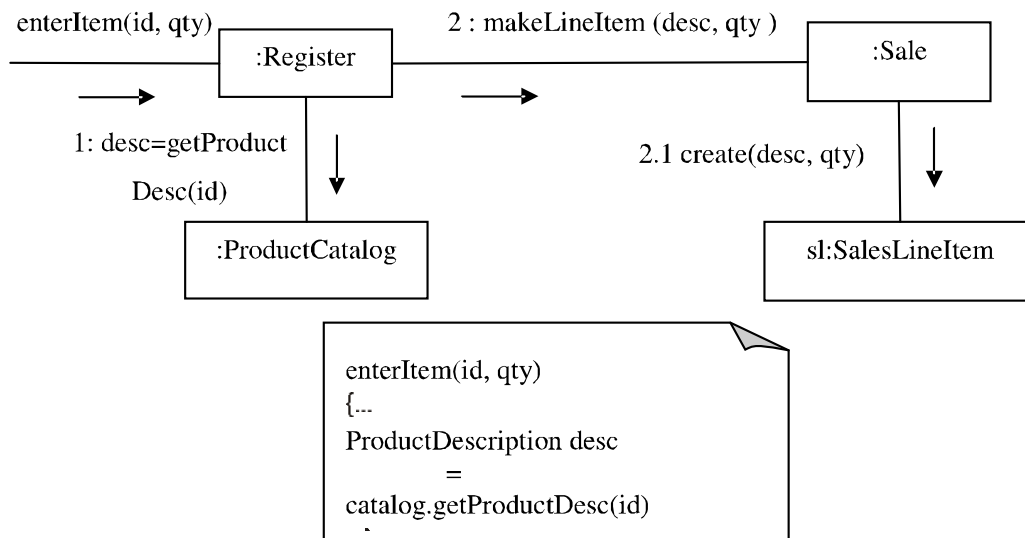 enterItem(id, qty)
2 : makeLineItem (desc, qty )
:Register
:Sale
1: desc=getProduct
Desc(id)
2.1 create(desc, qty)
:ProductCatalog
sl:SalesLineItem
enterItem(id, qty)
{...
ProductDescription desc
=
catalog.getProductDesc(id)